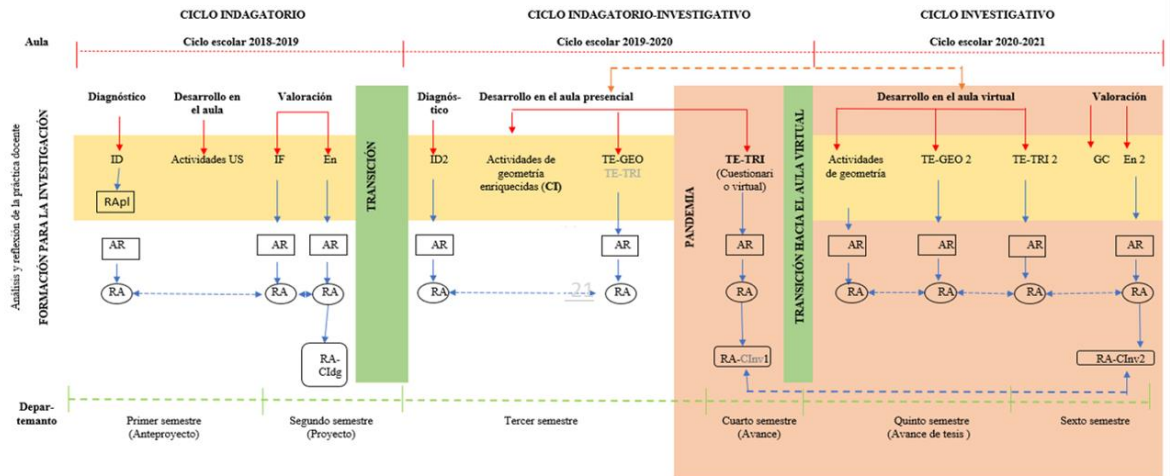 CICLO INDAGATORIO
CICLO INDAGATORIO-INVESTIGATIVO
CICLO INVESTIGATIVO
Aula
Ciclo escolar 2018-2019
Ciclo escolar 2019-2020
Ciclo escolar 2020-2021
Análisis y reflexión de la práctica docente
FORMACIÓN PARA LA INVESTIGACIÓN
Diagnóstico
Desarrollo en
el aula
Valoración
TRANSICIÓN
Diagnós-
tico
Desarrollo en el aula presencial
PANDEMIA
TRANSICIÓN HACIA EL AULA VIRTUAL
Desarrollo en el aula virtual
Valoración
ID
Actividades US
IF
En
ID2
Actividades de
geometría
enriquecidas (CI)
TE-GEO
TE-TRI
TE-TRI
(Cuestionari
o virtual)
Actividades
de geometría
TE-GEO 2
TE-TRI 2
GC
En 2
RApl
AR
AR
AR
AR
AR
AR
AR
AR
AR
AR
RA
RA
RA
RA
21
RA
RA
RA
RA
RA
RA
RA-
CIdg
RA-CInv1
RA-CInv2
Depar-
temanto
Primer semestre
(Anteproyecto)
Segundo semestre
(Proyecto)
Tercer semestre
Cuarto semestre
(Avance)
Quinto semestre
(Avance de tesis )
Sexto semestre